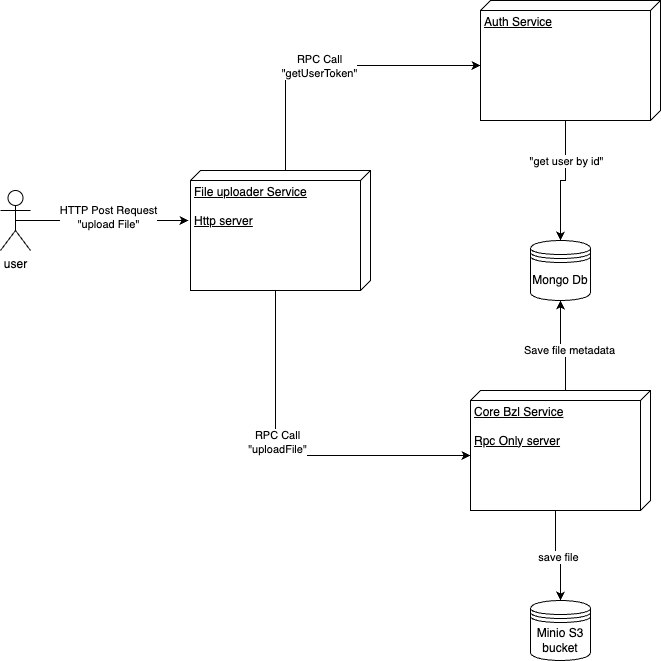 Auth Service
RPC Call
"getUserToken"
"get user by id"
File uploader Service
Http server
HTTP Post Request
"upload File"
user
Mongo Db
Save file metadata
Core Bzl Service
Rpc Only server
RPC Call
"uploadFile"
save file
Minio S3
bucket